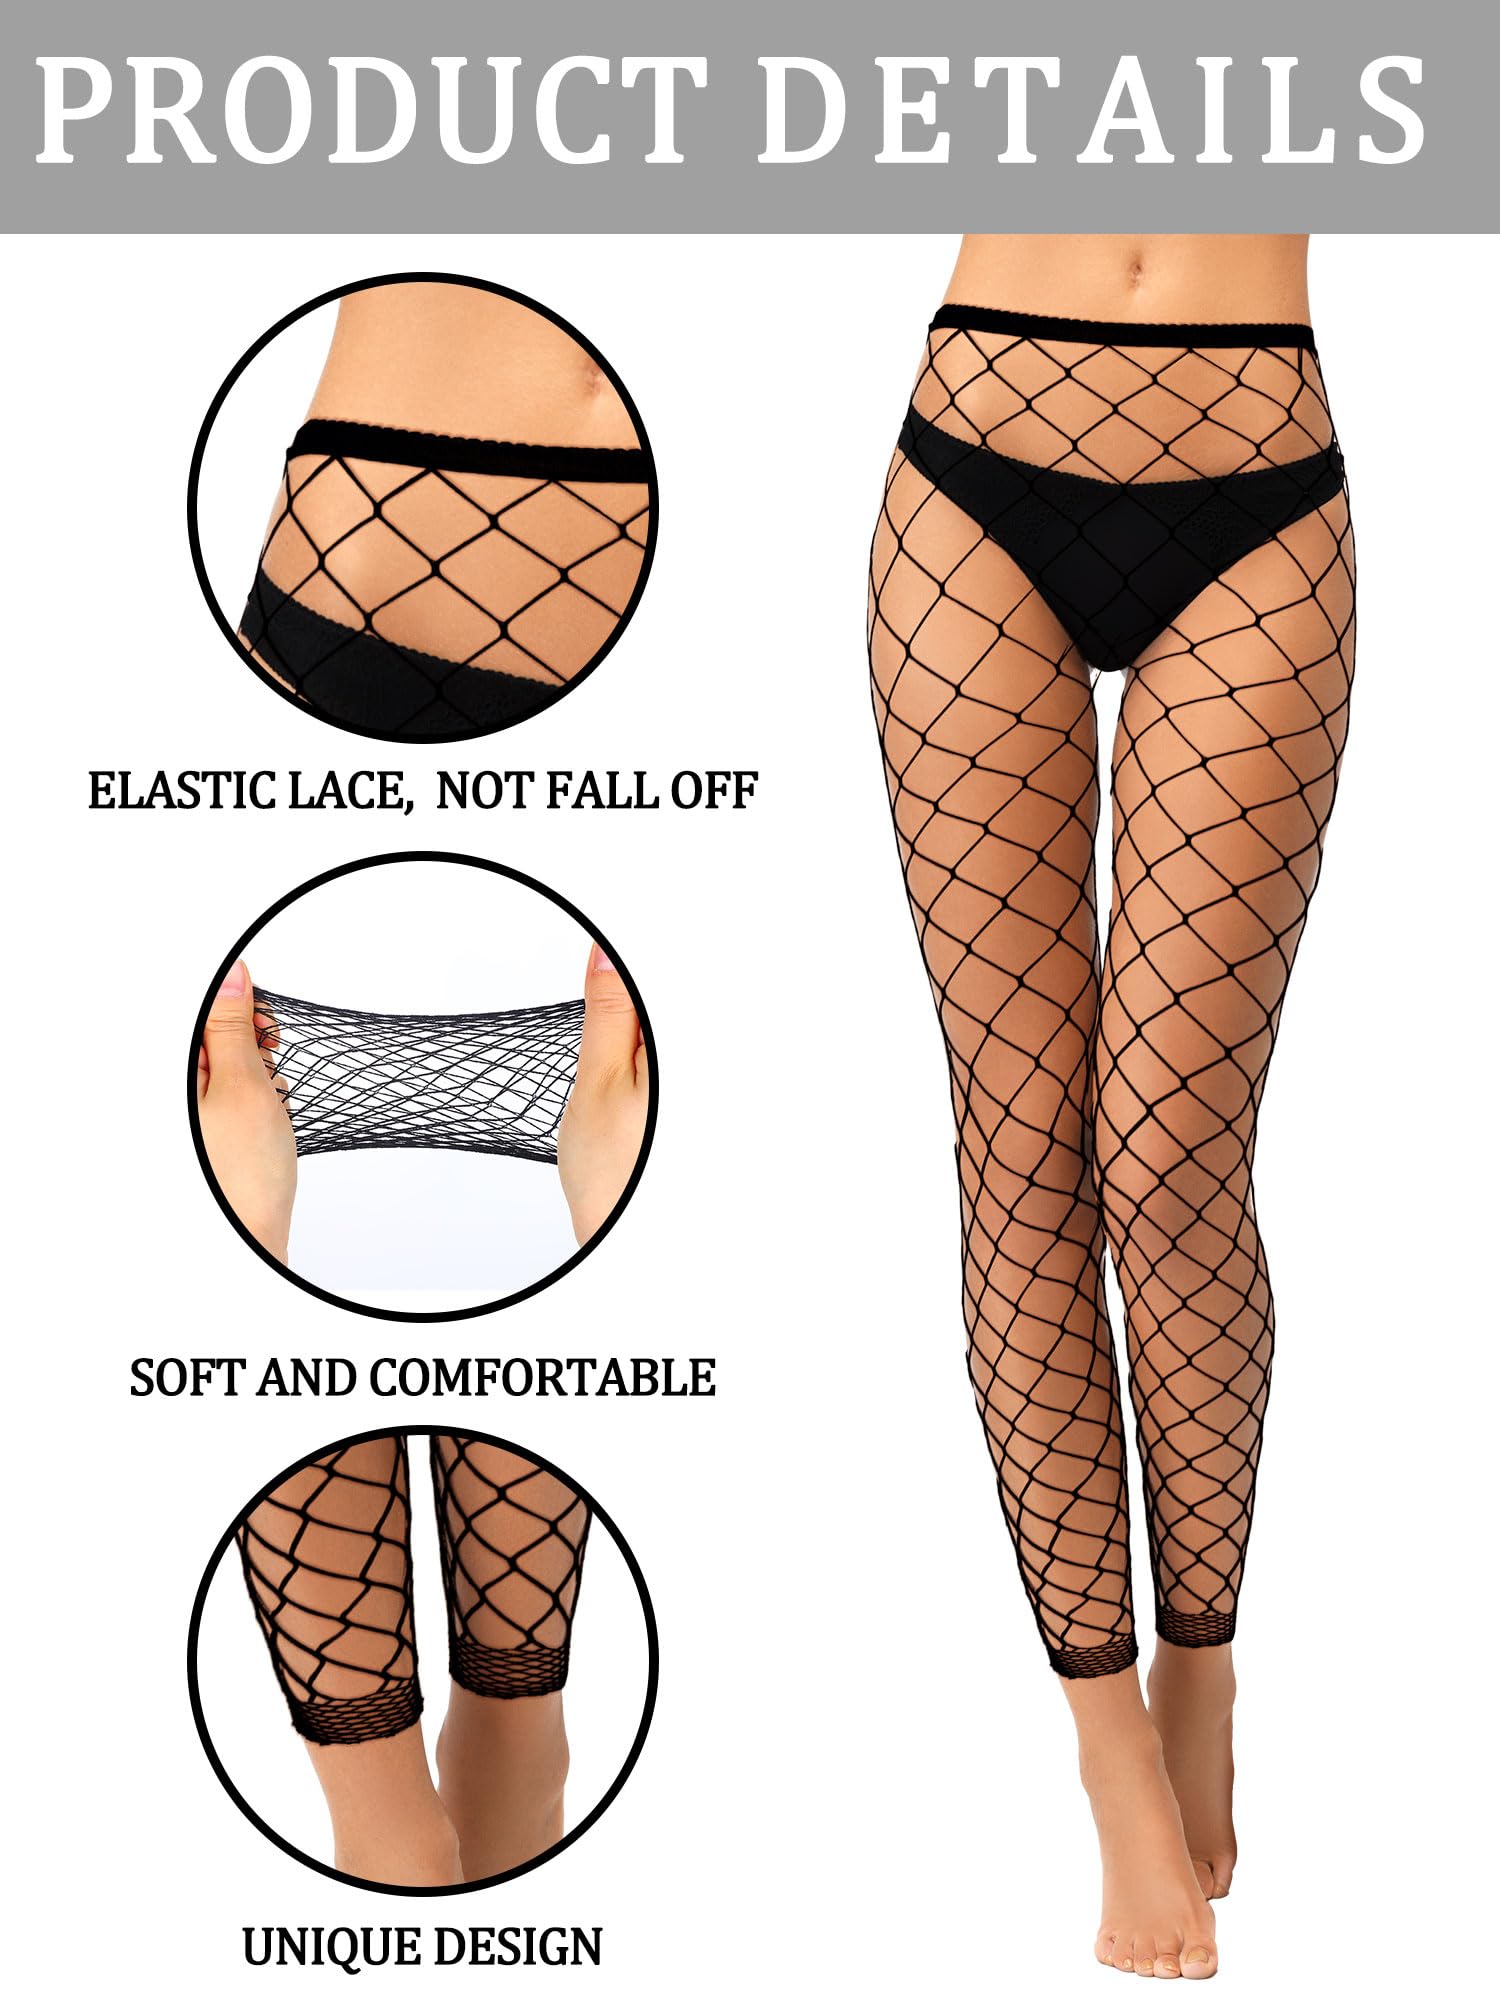 PRODUCT DETAILS
ELASTIC LACE, NOT FALL OFF
SOFT AND COMFORTABLE
UNIQUE DESIGN